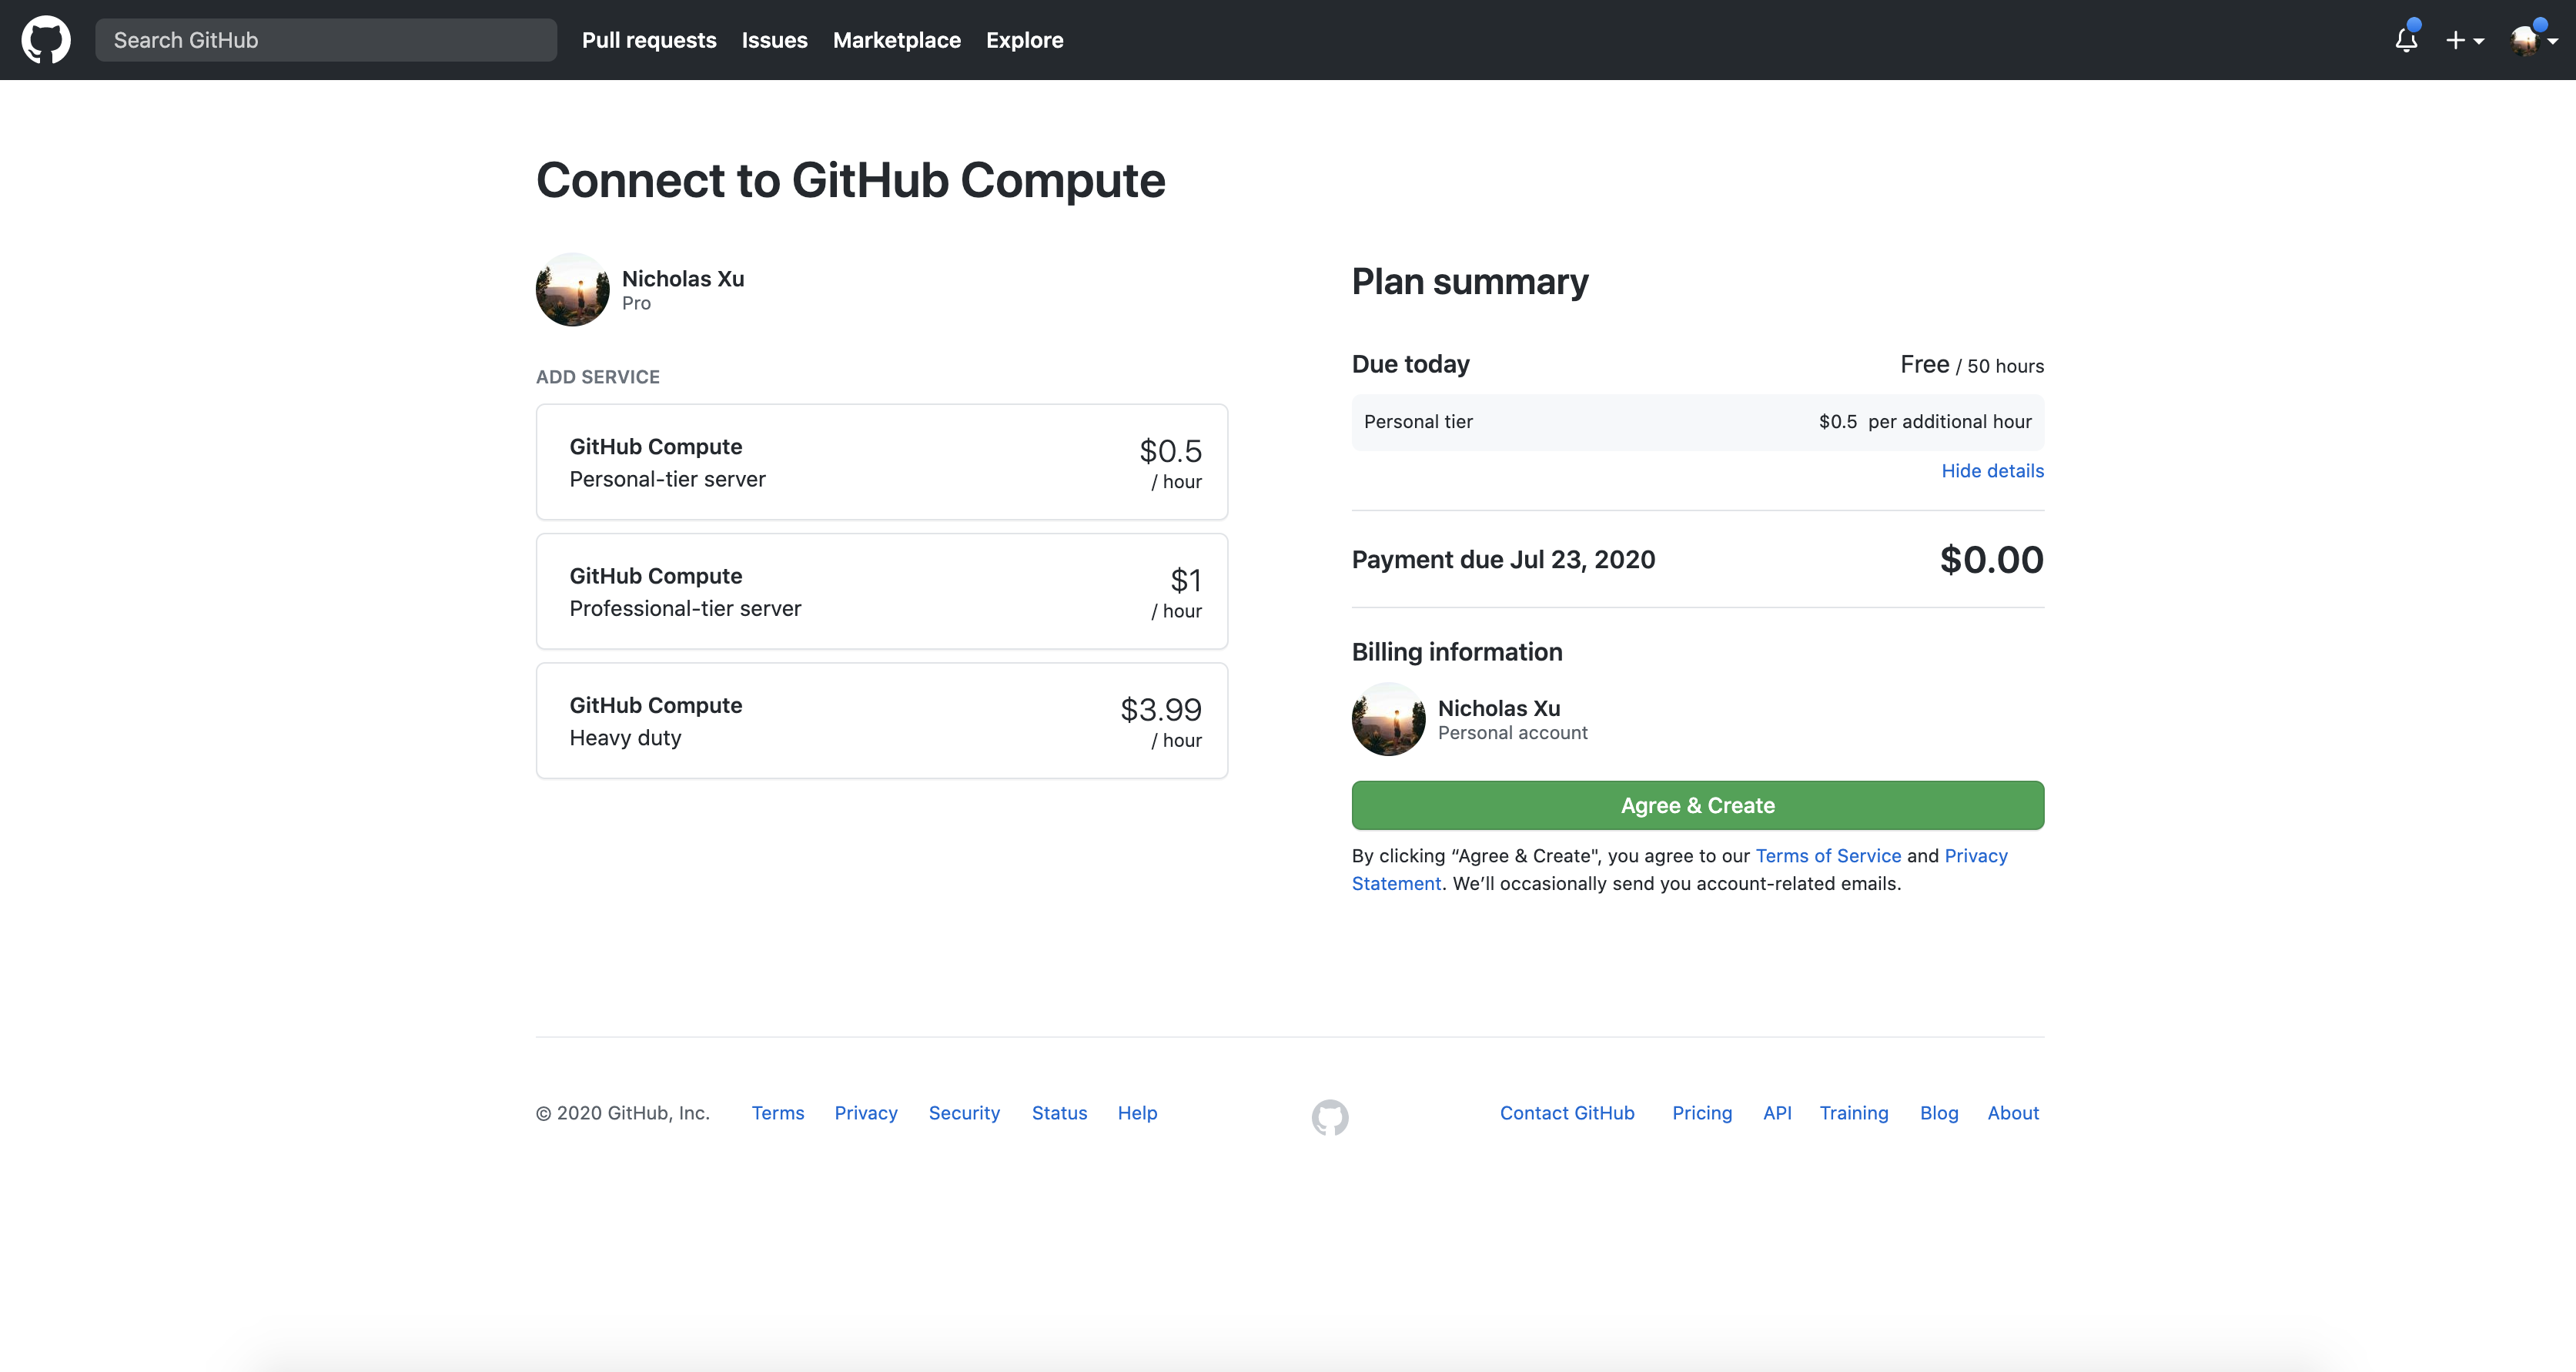 Search GitHub
Pull requests
Issues
Marketplace
Explore
Connect to GitHub Compute
Nicholas Xu
Pro
ADD SERVICE
GitHub Compute
Personal-tier server
$0.5
/ hour
GitHub Compute
Professional-tier server
$1
/ hour
GitHub Compute
Heavy duty
$3.99
/ hour
Plan summary
Due today
Free / 50 hours
Personal tier
$0.5 per additional hour
Hide details
Payment due Jul 23, 2020
$0.00
Billing information
Nicholas Xu
Personal account
Agree & Create
By clicking “Agree & Create", you agree to our Terms of Service and Privacy
Statement. We’ll occasionally send you account-related emails.
© 2020 GitHub, Inc.
Terms
Privacy
Security
Status
Help
Contact GitHub
Pricing
API
Training
Blog
About